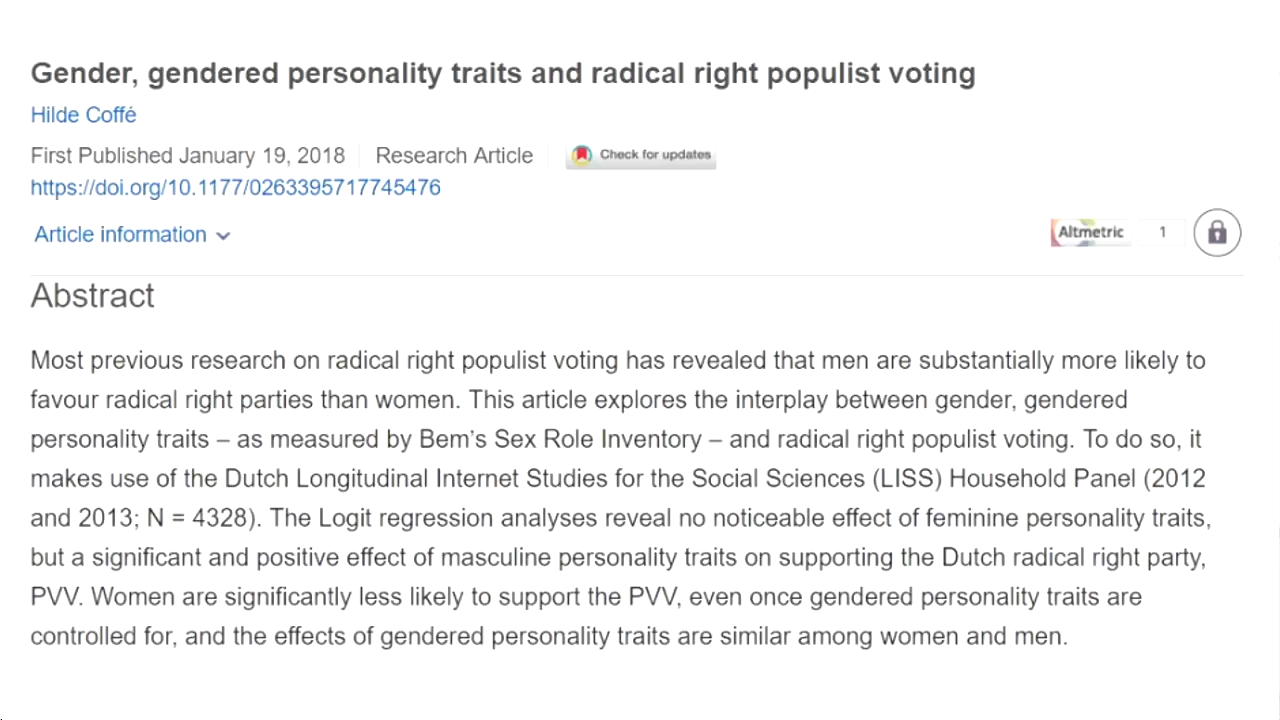 Gender, gendered personality traits and radical right populist voting
Hilde Coffé
First Published January 19, 2018 Research Article Check for updates
https://doi.org/10.1177/0263395717745476
Article information
Altmetric 1
Abstract
Most previous research on radical right populist voting has revealed that men are substantially more likely to
favour radical right parties than women. This article explores the interplay between gender, gendered
personality traits – as measured by Bem's Sex Role Inventory – and radical right populist voting. To do so, it
makes use of the Dutch Longitudinal Internet Studies for the Social Sciences (LISS) Household Panel (2012
and 2013; N = 4328). The Logit regression analyses reveal no noticeable effect of feminine personality traits,
but a significant and positive effect of masculine personality traits on supporting the Dutch radical right party,
PVV. Women are significantly less likely to support the PVV, even once gendered personality traits are
controlled for, and the effects of gendered personality traits are similar among women and men.